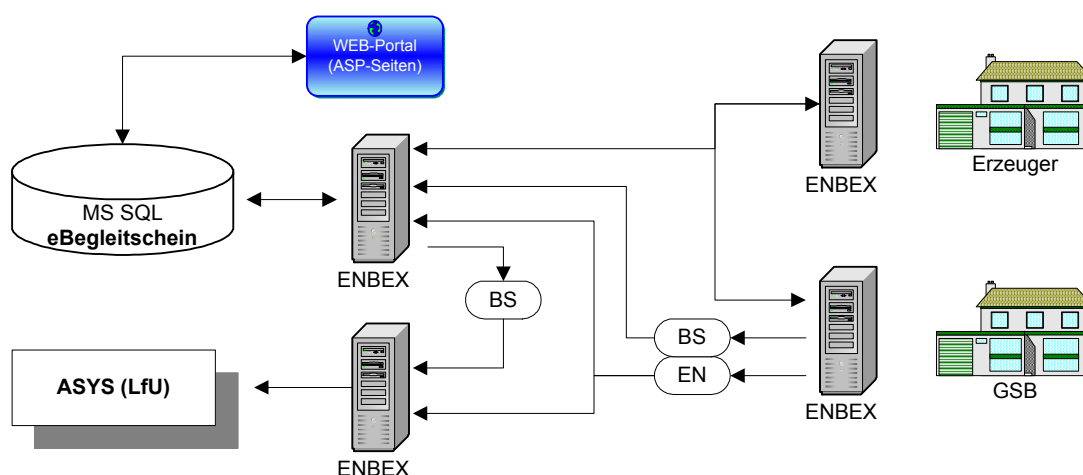 WEB-Portal
(ASP-Seiten)
ENBEX
Erzeuger
MS SQL
eBegleitschein
ENBEX
BS
BS
EN
ENBEX
GSB
ASYS (LfU)
ENBEX